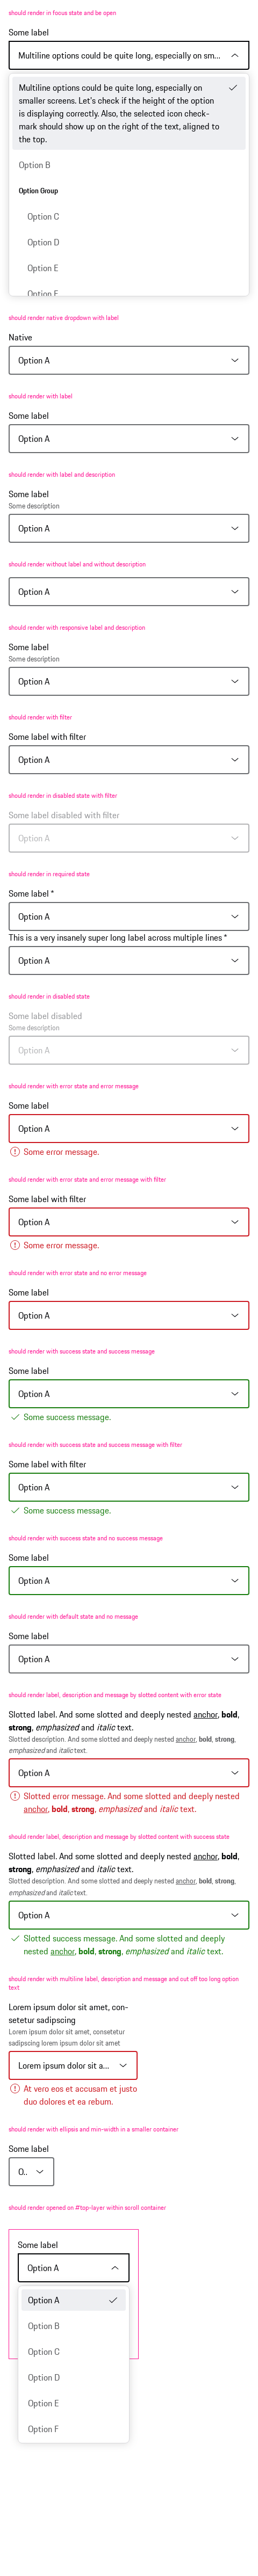 should render in focus state and be open
Some label
Multiline options could be quite long, especially on sm...
Multiline options could be quite long, especially on
smaller screens. Let's check if the height of the option
is displaying correctly. Also, the selected icon check-
mark should show up on the right of the text, aligned to
the top.
Option B
Option Group
Option C
Option D
Option E
Option F
should render native dropdown with label
Native
Option A
should render with label
Some label
Option A
should render with label and description
Some label
Some description
Option A
should render without label and without description
Option A
should render with responsive label and description
Some label
Some description
Option A
should render with filter
Some label with filter
Option A
should render in disabled state with filter
Some label disabled with filter
Option A
should render in required state
Some label *
Option A
This is a very insanely super long label across multiple lines *
Option A
should render in disabled state
Some label disabled
Some description
Option A
should render with error state and error message
Some label
Option A
Some error message.
should render with error state and error message with filter
Some label with filter
Option A
Some error message.
should render with error state and no error message
Some label
Option A
should render with success state and success message
Some label
Option A
Some success message.
should render with success state and success message with filter
Some label with filter
Option A
Some success message.
should render with success state and no success message
Some label
Option A
should render with default state and no message
Some label
Option A
should render label, description and message by slotted content with error state
Slotted label. And some slotted and deeply nested anchor, bold,
strong, emphasized and italic text.
Slotted description. And some slotted and deeply nested anchor, bold, strong,
emphasized and italic text.
Option A
Slotted error message. And some slotted and deeply nested
anchor, bold, strong, emphasized and italic text.
should render label, description and message by slotted content with success state
Slotted label. And some slotted and deeply nested anchor, bold,
strong, emphasized and italic text.
Slotted description. And some slotted and deeply nested anchor, bold, strong,
emphasized and italic text.
Option A
Slotted success message. And some slotted and deeply
nested anchor, bold, strong, emphasized and italic text.
should render with multiline label, description and message and cut off too long option
text
Lorem ipsum dolor sit amet, con-
setetur sadipscing
Lorem ipsum dolor sit amet, consetetur
sadipscing lorem ipsum dolor sit amet
Lorem ipsum dolor sit a...
At vero eos et accusam et justo
duo dolores et ea rebum.
should render with ellipsis and min-width in a smaller container
Some label
O..
should render opened on #top-layer within scroll container
Some label
Option A
Option A
Option B
Option C
Option D
Option E
Option F